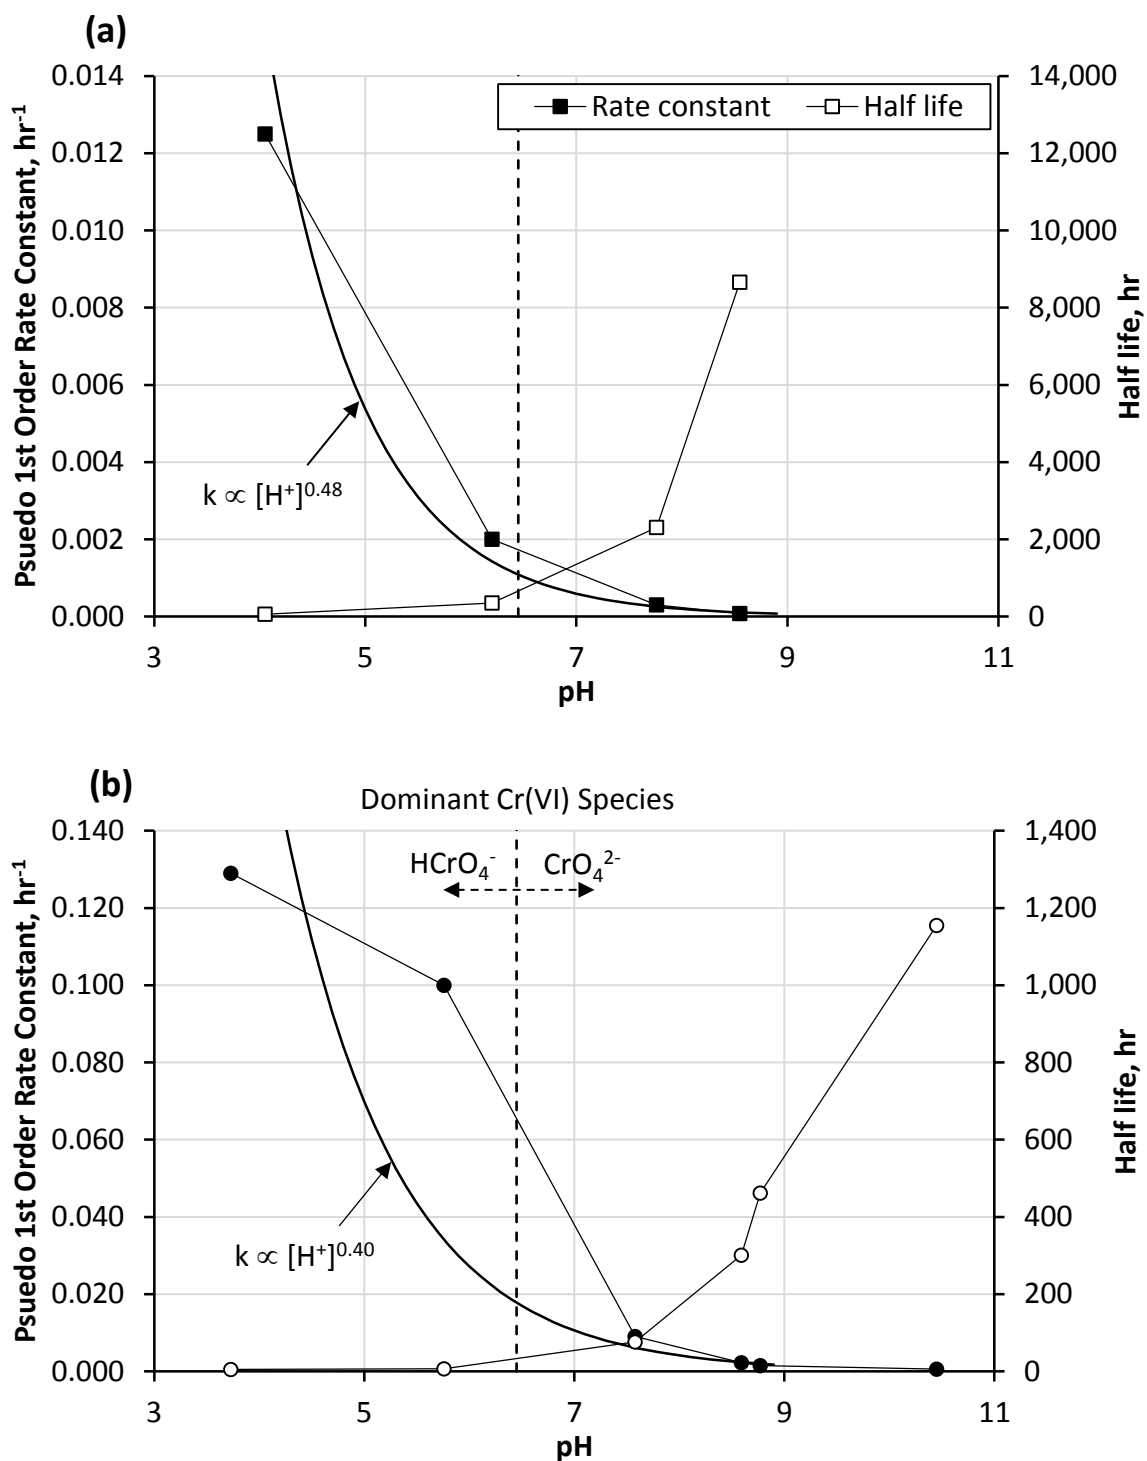 (a)
Rate constant Half life
Psuedo 1st Order Rate Constant, hr⁻¹
0.014
0.012
0.010
0.008
0.006
0.004
0.002
0.000
k ∝ [H⁺]⁰·⁴⁸
14,000
12,000
10,000
8,000
6,000
4,000
2,000
0
Half life, hr
3 5 7 9 11
pH
(b)
Dominant Cr(VI) Species
HCrO₄⁻ CrO₄²⁻
Psuedo 1st Order Rate Constant, hr⁻¹
0.140
0.120
0.100
0.080
0.060
0.040
0.020
0.000
k ∝ [H⁺]⁰·⁴⁰
1,400
1,200
1,000
800
600
400
200
0
Half life, hr
3 5 7 9 11
pH